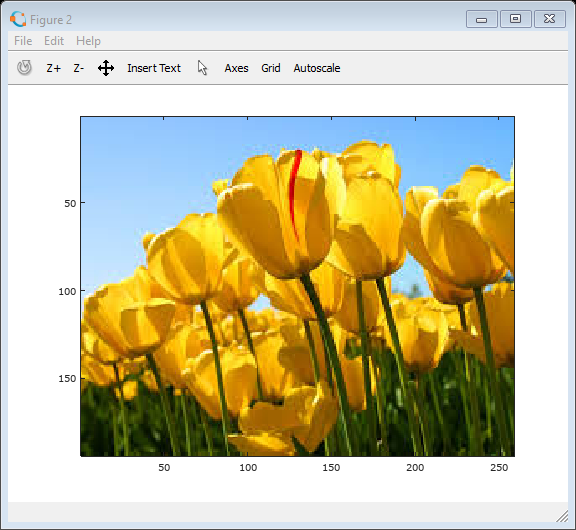 Figure 2
File Edit Help
Z+ Z- Insert Text Axes Grid Autoscale
50
100
150
50 100 150 200 250